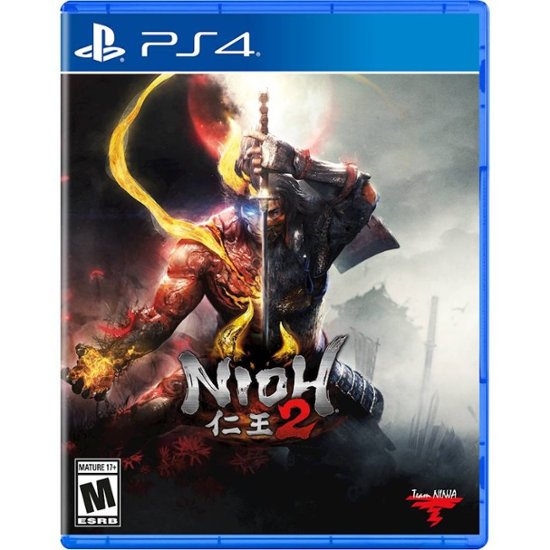 PS4
NIOH
仁王2
MATURE 17+
M
ESRB
Team NINJA